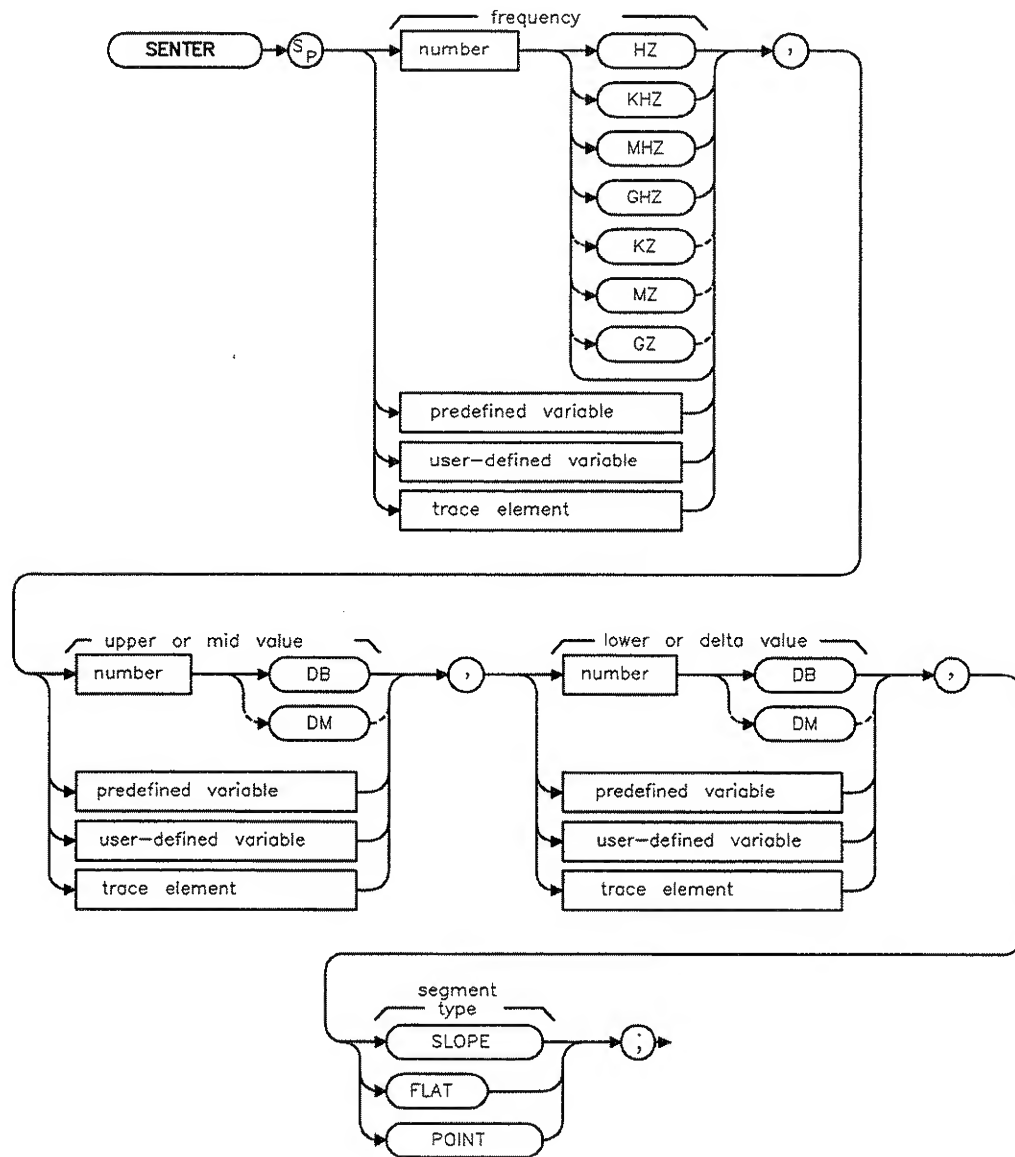 frequency
SENTER SP number HZ ,
KHZ
MHZ
GHZ
KZ
MZ
GZ
predefined variable
user-defined variable
trace element
upper or mid value lower or delta value
number DB , number DB ,
DM DM
predefined variable predefined variable
user-defined variable user-defined variable
trace element trace element
segment
type
SLOPE ;
FLAT
POINT